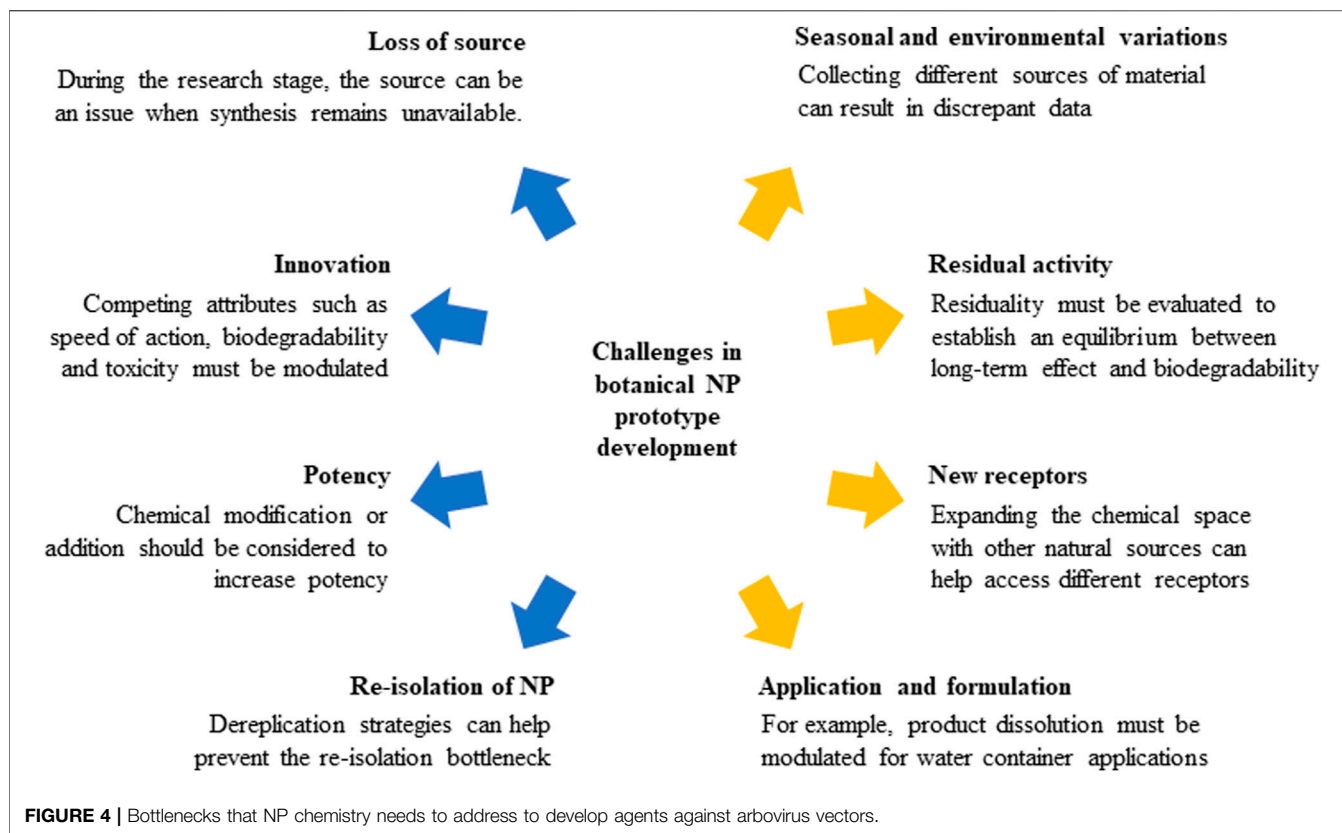 Loss of source
During the research stage, the source can be
an issue when synthesis remains unavailable.
Seasonal and environmental variations
Collecting different sources of material
can result in discrepant data
Innovation
Competing attributes such as
speed of action, biodegradability
and toxicity must be modulated
Residual activity
Residuality must be evaluated to
establish an equilibrium between
long-term effect and biodegradability
Challenges in
botanical NP
prototype
development
Potency
Chemical modification or
addition should be considered to
increase potency
New receptors
Expanding the chemical space
with other natural sources can
help access different receptors
Re-isolation of NP
Dereplication strategies can help
prevent the re-isolation bottleneck
Application and formulation
For example, product dissolution must be
modulated for water container applications
FIGURE 4 | Bottlenecks that NP chemistry needs to address to develop agents against arbovirus vectors.